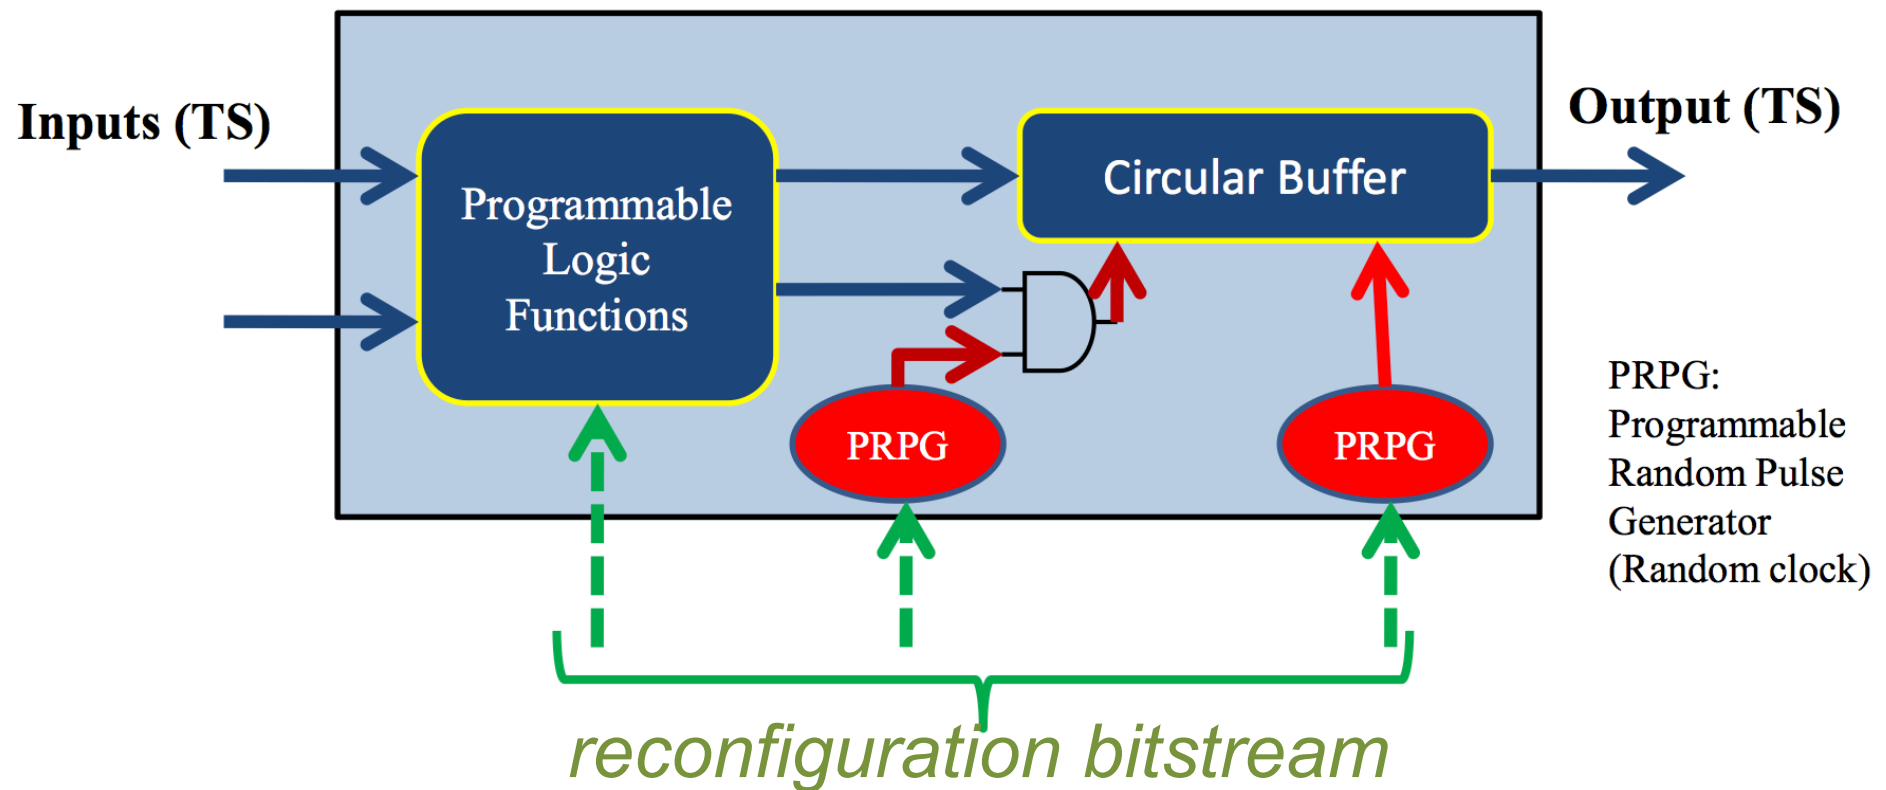 Inputs (TS)
Output (TS)
Programmable
Logic
Functions
Circular Buffer
PRPG
PRPG
PRPG:
Programmable
Random Pulse
Generator
(Random clock)
reconfiguration bitstream